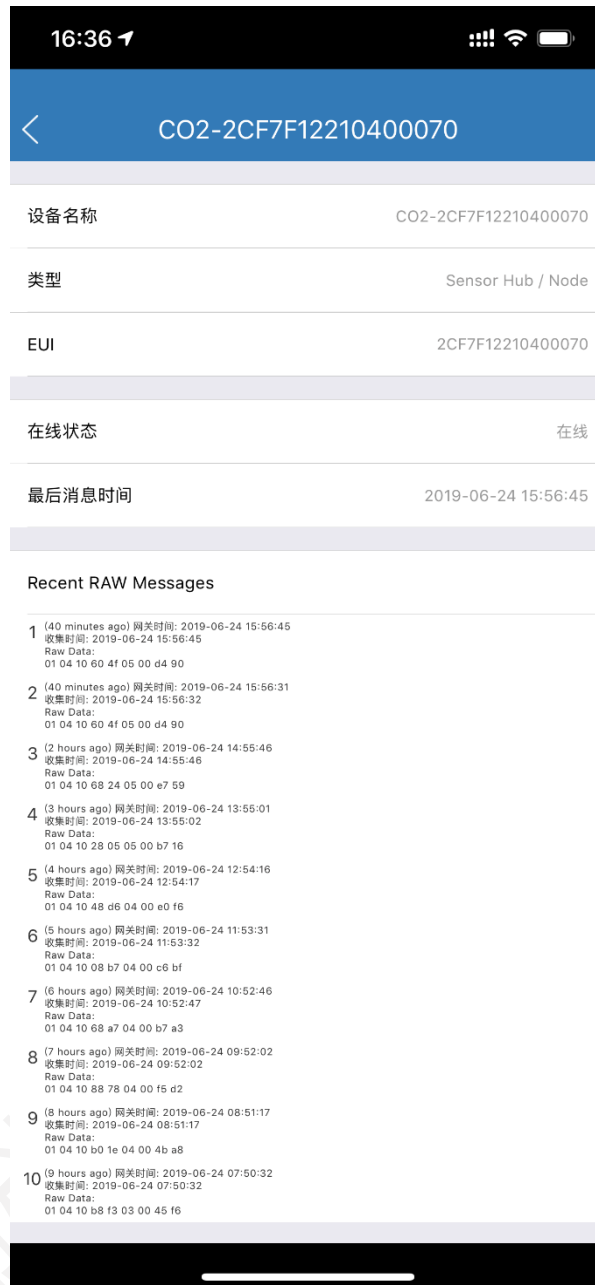 16:36
CO2-2CF7F12210400070
设备名称 CO2-2CF7F12210400070
类型 Sensor Hub / Node
EUI 2CF7F12210400070
在线状态 在线
最后消息时间 2019-06-24 15:56:45
Recent RAW Messages
1 (40 minutes ago) 网关时间: 2019-06-24 15:56:45
收集时间: 2019-06-24 15:56:45
Raw Data:
01 04 10 60 4f 05 00 d4 90
2 (40 minutes ago) 网关时间: 2019-06-24 15:56:31
收集时间: 2019-06-24 15:56:32
Raw Data:
01 04 10 60 4f 05 00 d4 90
3 (2 hours ago) 网关时间: 2019-06-24 14:55:46
收集时间: 2019-06-24 14:55:46
Raw Data:
01 04 10 68 24 05 00 e7 59
4 (3 hours ago) 网关时间: 2019-06-24 13:55:01
收集时间: 2019-06-24 13:55:02
Raw Data:
01 04 10 28 05 05 00 b7 16
5 (4 hours ago) 网关时间: 2019-06-24 12:54:16
收集时间: 2019-06-24 12:54:17
Raw Data:
01 04 10 48 d6 04 00 e0 f6
6 (5 hours ago) 网关时间: 2019-06-24 11:53:31
收集时间: 2019-06-24 11:53:32
Raw Data:
01 04 10 08 b7 04 00 c6 bf
7 (6 hours ago) 网关时间: 2019-06-24 10:52:46
收集时间: 2019-06-24 10:52:47
Raw Data:
01 04 10 68 a7 04 00 b7 a3
8 (7 hours ago) 网关时间: 2019-06-24 09:52:02
收集时间: 2019-06-24 09:52:02
Raw Data:
01 04 10 88 78 04 00 f5 d2
9 (8 hours ago) 网关时间: 2019-06-24 08:51:17
收集时间: 2019-06-24 08:51:17
Raw Data:
01 04 10 b0 1e 04 00 4b a8
10 (9 hours ago) 网关时间: 2019-06-24 07:50:32
收集时间: 2019-06-24 07:50:32
Raw Data:
01 04 10 b8 f3 03 00 45 f6